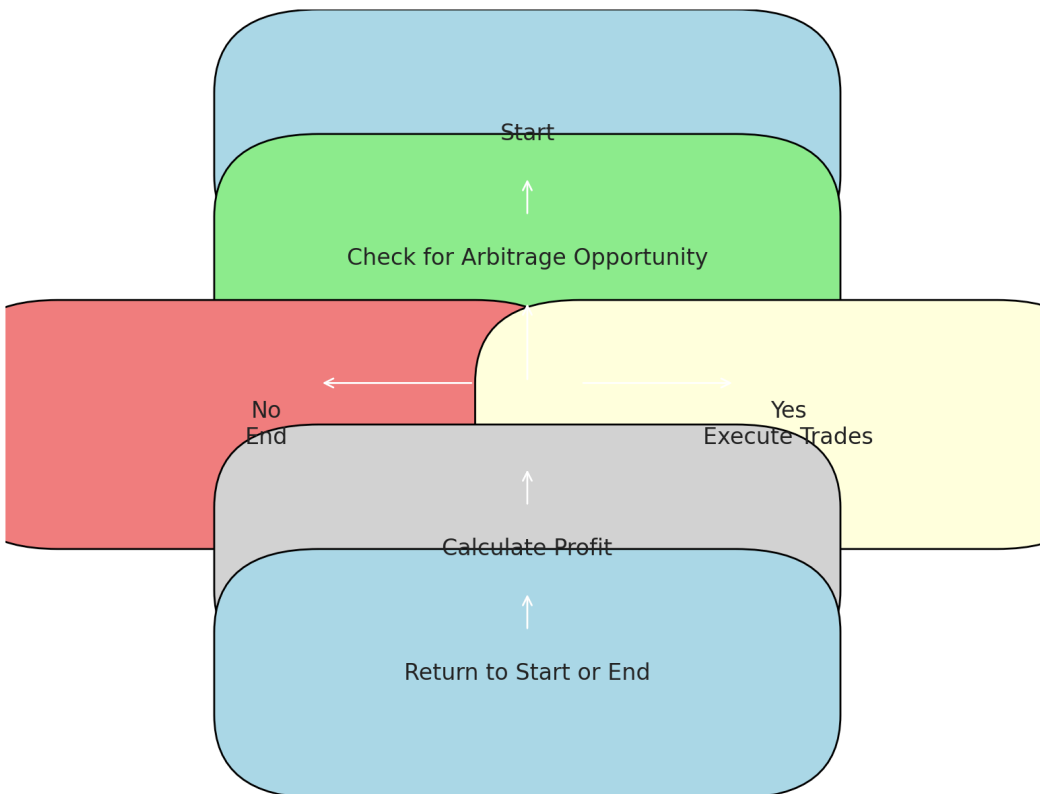 Start
Check for Arbitrage Opportunity
No
End
Yes
Execute Trades
Calculate Profit
Return to Start or End